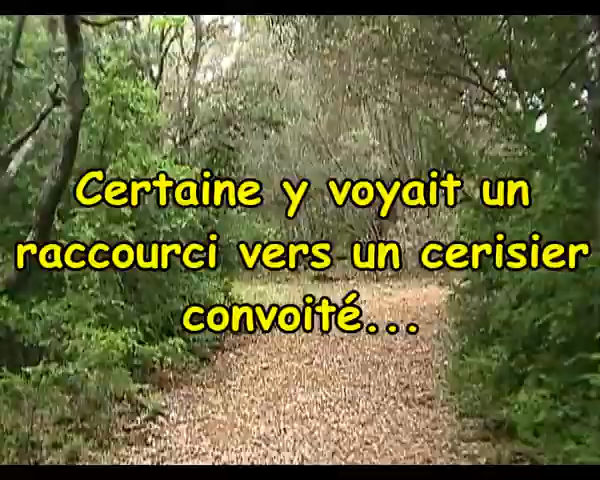 Certaine y voyait un
raccourci vers un cerisier
convoité...